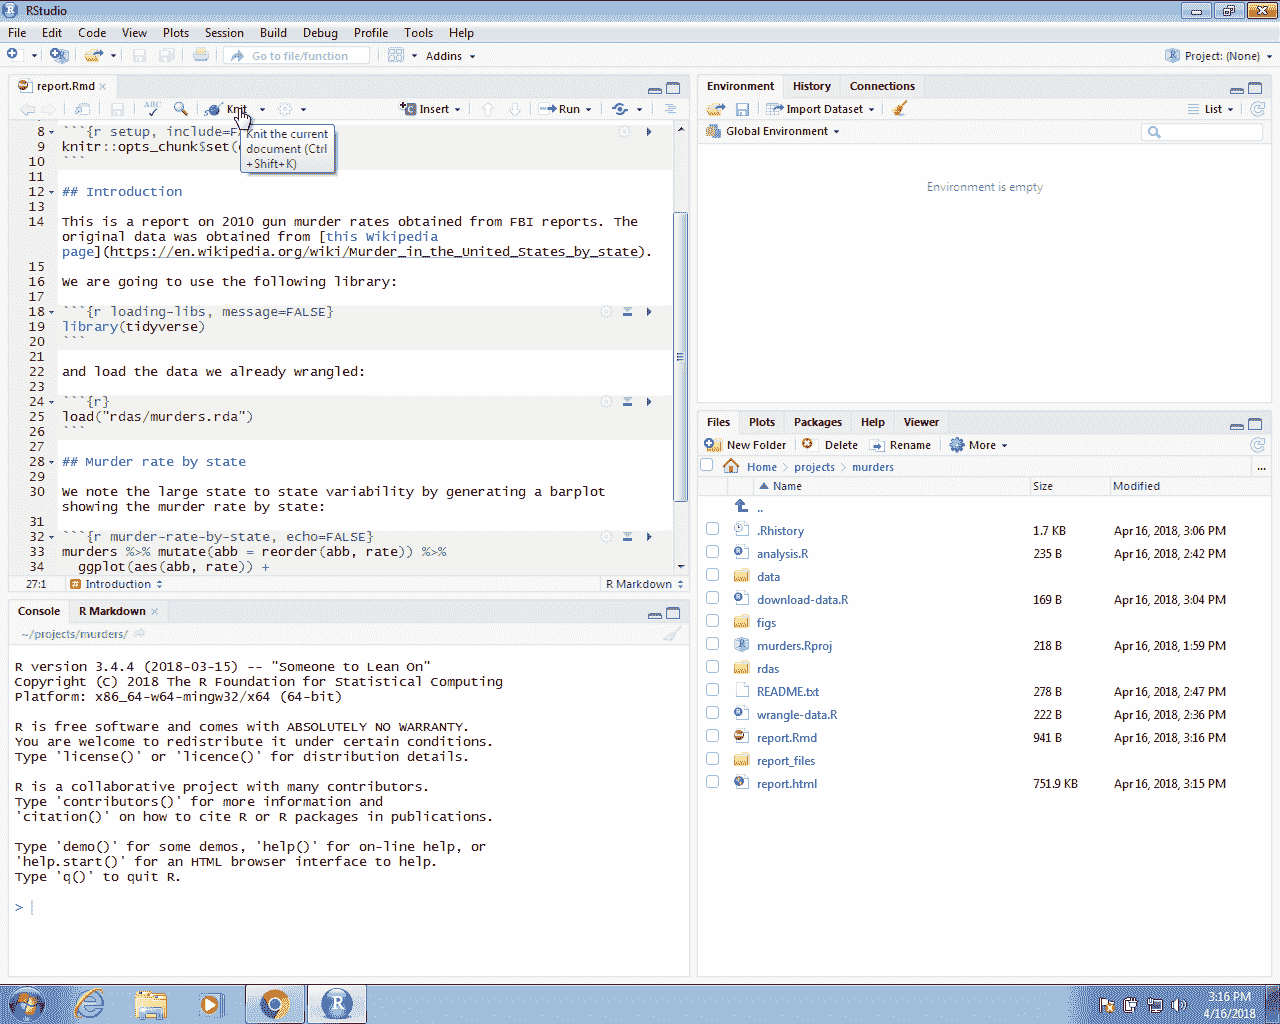 RStudio
File Edit Code View Plots Session Build Debug Profile Tools Help
Go to file/function Addins Project: (None)
report.Rmd
ABC Knit Insert Run
Knit the current
document (Ctrl
+Shift+K)
8 ```{r setup, include=F
9 knitr::opts_chunk$set(
10 ```
11
12 ## Introduction
13
14 This is a report on 2010 gun murder rates obtained from FBI reports. The
original data was obtained from [this Wikipedia
page](https://en.wikipedia.org/wiki/Murder_in_the_United_States_by_state).
15
16 We are going to use the following library:
17
18 ```{r loading-libs, message=FALSE}
19 library(tidyverse)
20 ```
21
22 and load the data we already wrangled:
23
24 ```{r}
25 load("rdas/murders.rda")
26 ```
27
28 ## Murder rate by state
29
30 We note the large state to state variability by generating a barplot
showing the murder rate by state:
31
32 ```{r murder-rate-by-state, echo=FALSE}
33 murders %>% mutate(abb = reorder(abb, rate)) %>%
34 ggplot(aes(abb, rate)) +
27:1 # Introduction R Markdown
Console R Markdown
~/projects/murders/
R version 3.4.4 (2018-03-15) -- "Someone to Lean On"
Copyright (C) 2018 The R Foundation for Statistical Computing
Platform: x86_64-w64-mingw32/x64 (64-bit)
R is free software and comes with ABSOLUTELY NO WARRANTY.
You are welcome to redistribute it under certain conditions.
Type 'license()' or 'licence()' for distribution details.
R is a collaborative project with many contributors.
Type 'contributors()' for more information and
'citation()' on how to cite R or R packages in publications.
Type 'demo()' for some demos, 'help()' for on-line help, or
'help.start()' for an HTML browser interface to help.
Type 'q()' to quit R.
>
Environment History Connections
Import Dataset List
Global Environment
Environment is empty
Files Plots Packages Help Viewer
New Folder Delete Rename More
Home projects murders ...
Name Size Modified
..
.Rhistory 1.7 KB Apr 16, 2018, 3:06 PM
analysis.R 235 B Apr 16, 2018, 2:42 PM
data
download-data.R 169 B Apr 16, 2018, 3:04 PM
figs
murders.Rproj 218 B Apr 16, 2018, 1:59 PM
rdas
README.txt 278 B Apr 16, 2018, 2:47 PM
wrangle-data.R 222 B Apr 16, 2018, 2:36 PM
report.Rmd 941 B Apr 16, 2018, 3:16 PM
report_files
report.html 751.9 KB Apr 16, 2018, 3:15 PM
3:16 PM
4/16/2018